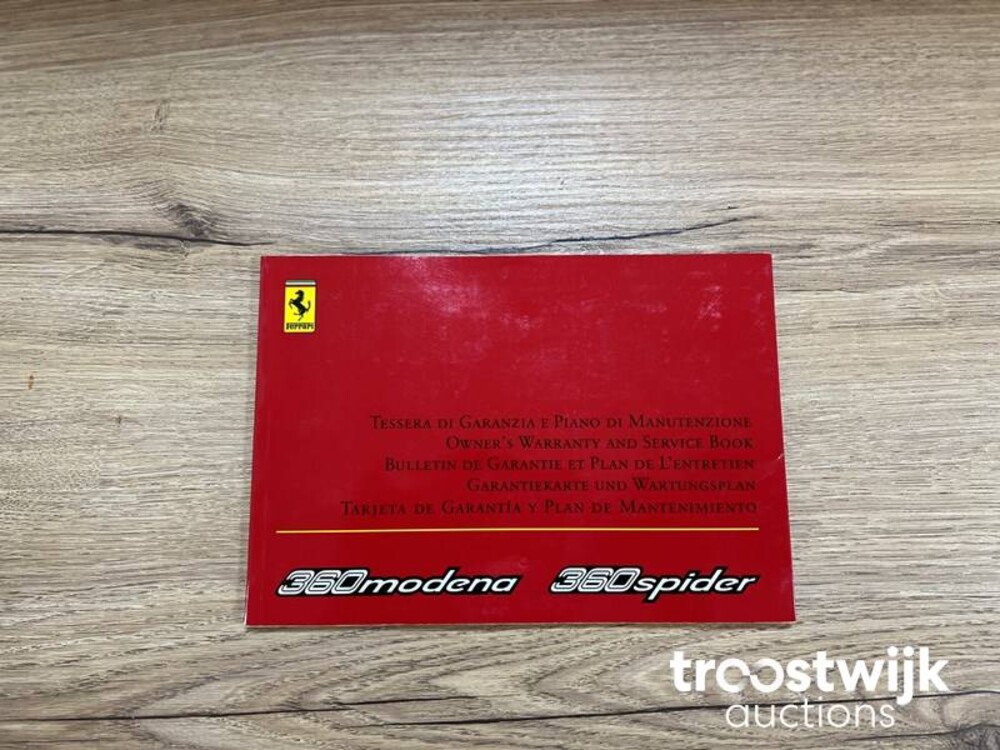 Ferrari
TESSERA DI GARANZIA E PIANO DI MANUTENZIONE
OWNER'S WARRANTY AND SERVICE BOOK
BULLETIN DE GARANTIE ET PLAN DE L'ENTRETIEN
GARANTIEKARTE UND WARTUNGSPLAN
TARJETA DE GARANTÍA Y PLAN DE MANTENIMIENTO
360modena 360spider
troostwijk
auctions